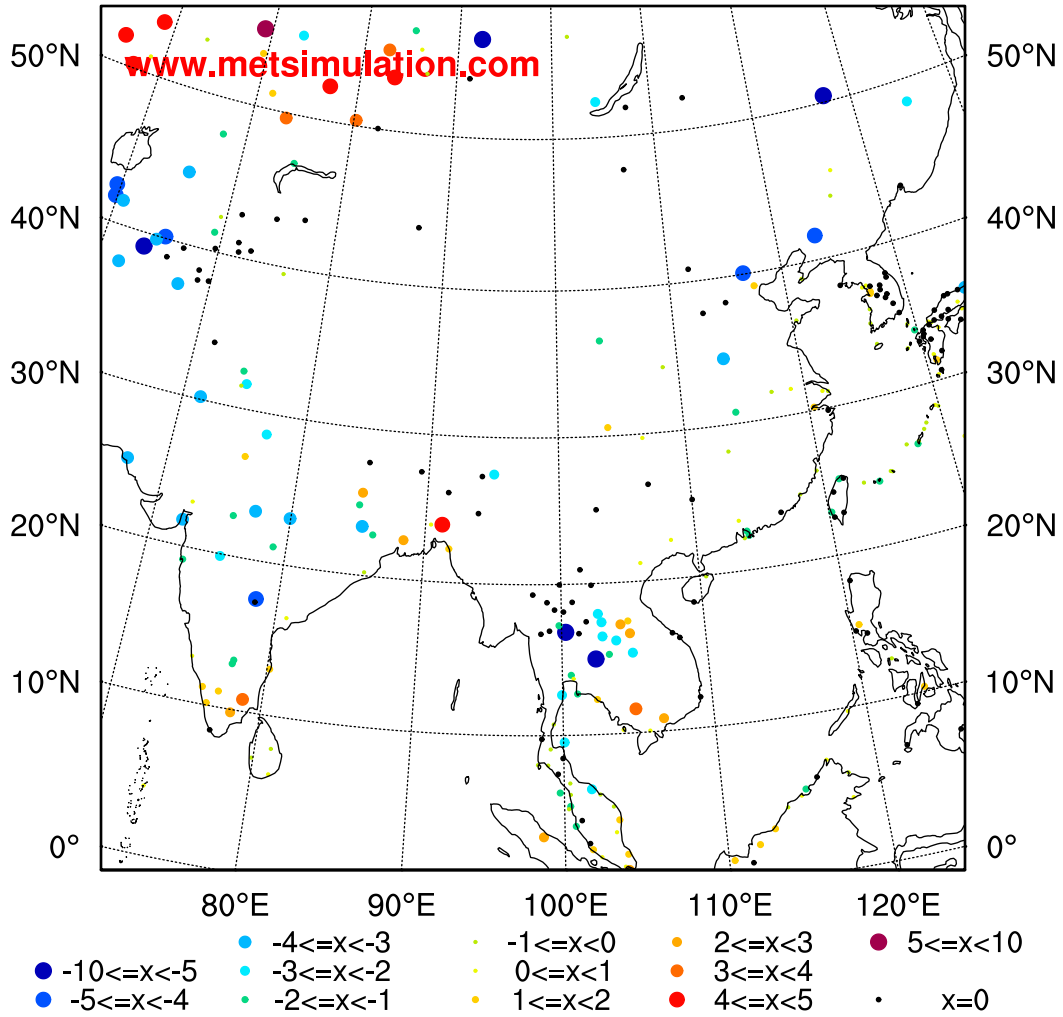 50°N 50°N
www.metsimulation.com
40°N 40°N
30°N 30°N
20°N 20°N
10°N 10°N
0° 0°
80°E 90°E 100°E 110°E 120°E
-4<=x<-3 -1<=x<0 2<=x<3 5<=x<10
-10<=x<-5 -3<=x<-2 0<=x<1 3<=x<4
-5<=x<-4 -2<=x<-1 1<=x<2 4<=x<5 x=0